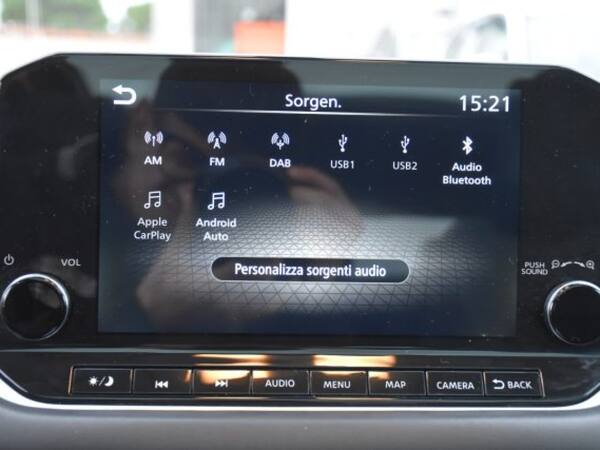 Sorgen. 15:21
AM FM DAB USB1 USB2 Audio Bluetooth
Apple CarPlay Android Auto
Personalizza sorgenti audio
VOL
PUSH SOUND
AUDIO MENU MAP CAMERA BACK